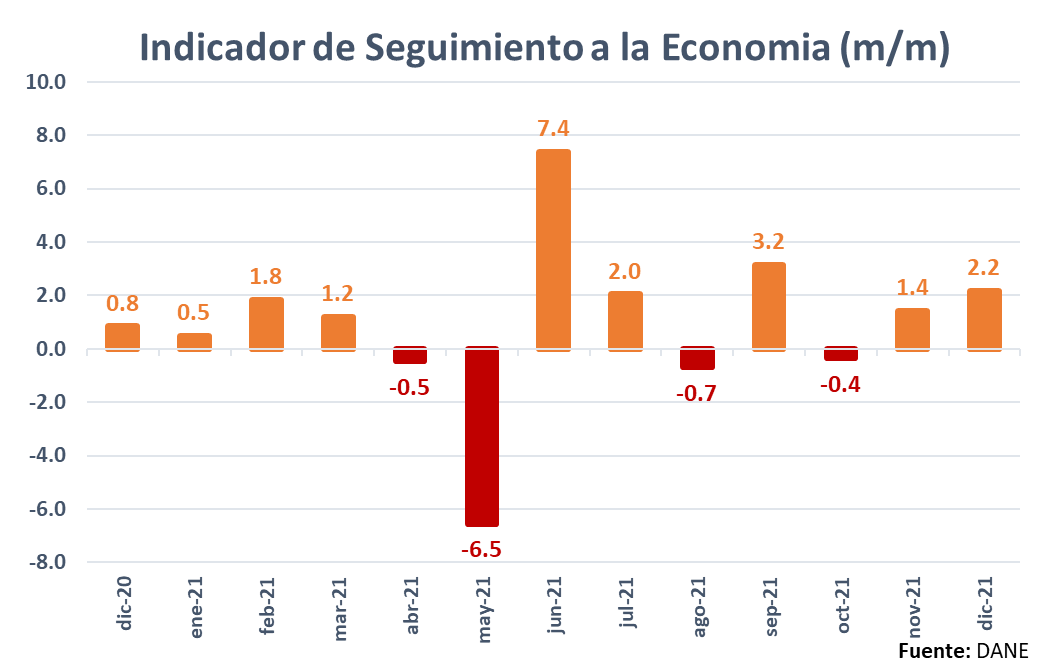 Indicador de Seguimiento a la Economia (m/m)
10.0
8.0
6.0
4.0
2.0
0.0
-2.0
-4.0
-6.0
-8.0
0.8
0.5
1.8
1.2
-0.5
-6.5
7.4
2.0
-0.7
3.2
-0.4
1.4
2.2
dic-20
ene-21
feb-21
mar-21
abr-21
may-21
jun-21
jul-21
ago-21
sep-21
oct-21
nov-21
dic-21
Fuente: DANE